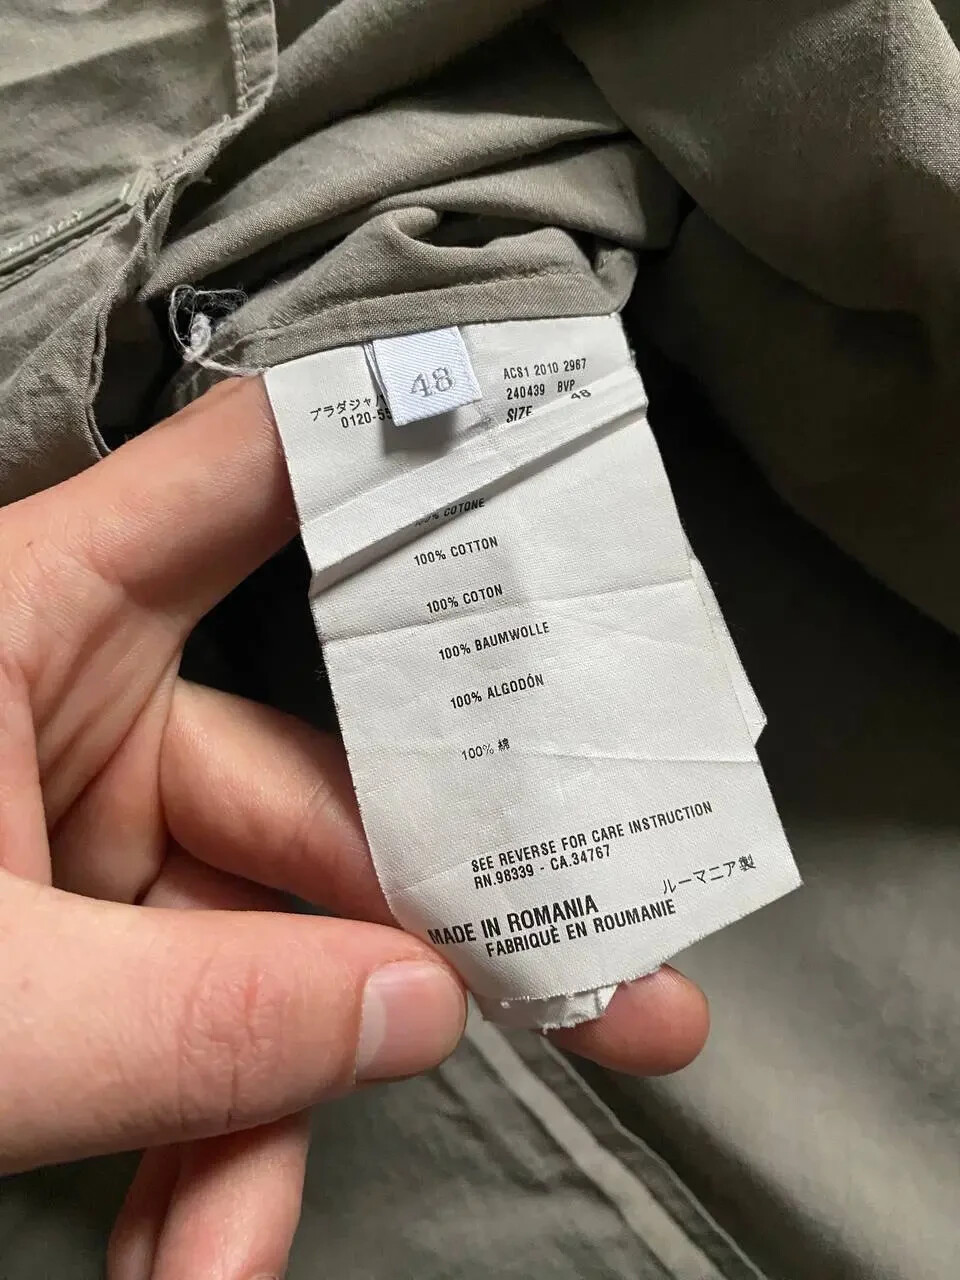 48
ACS1 2010 2967
240439 BVP
SIZE 48
プラダジャパ
0120-55
100% COTONE
100% COTTON
100% COTON
100% BAUMWOLLE
100% ALGODÓN
100% 綿
SEE REVERSE FOR CARE INSTRUCTION
RN.98339 - CA.34767
ルーマニア製
MADE IN ROMANIA
FABRIQUÈ EN ROUMANIE